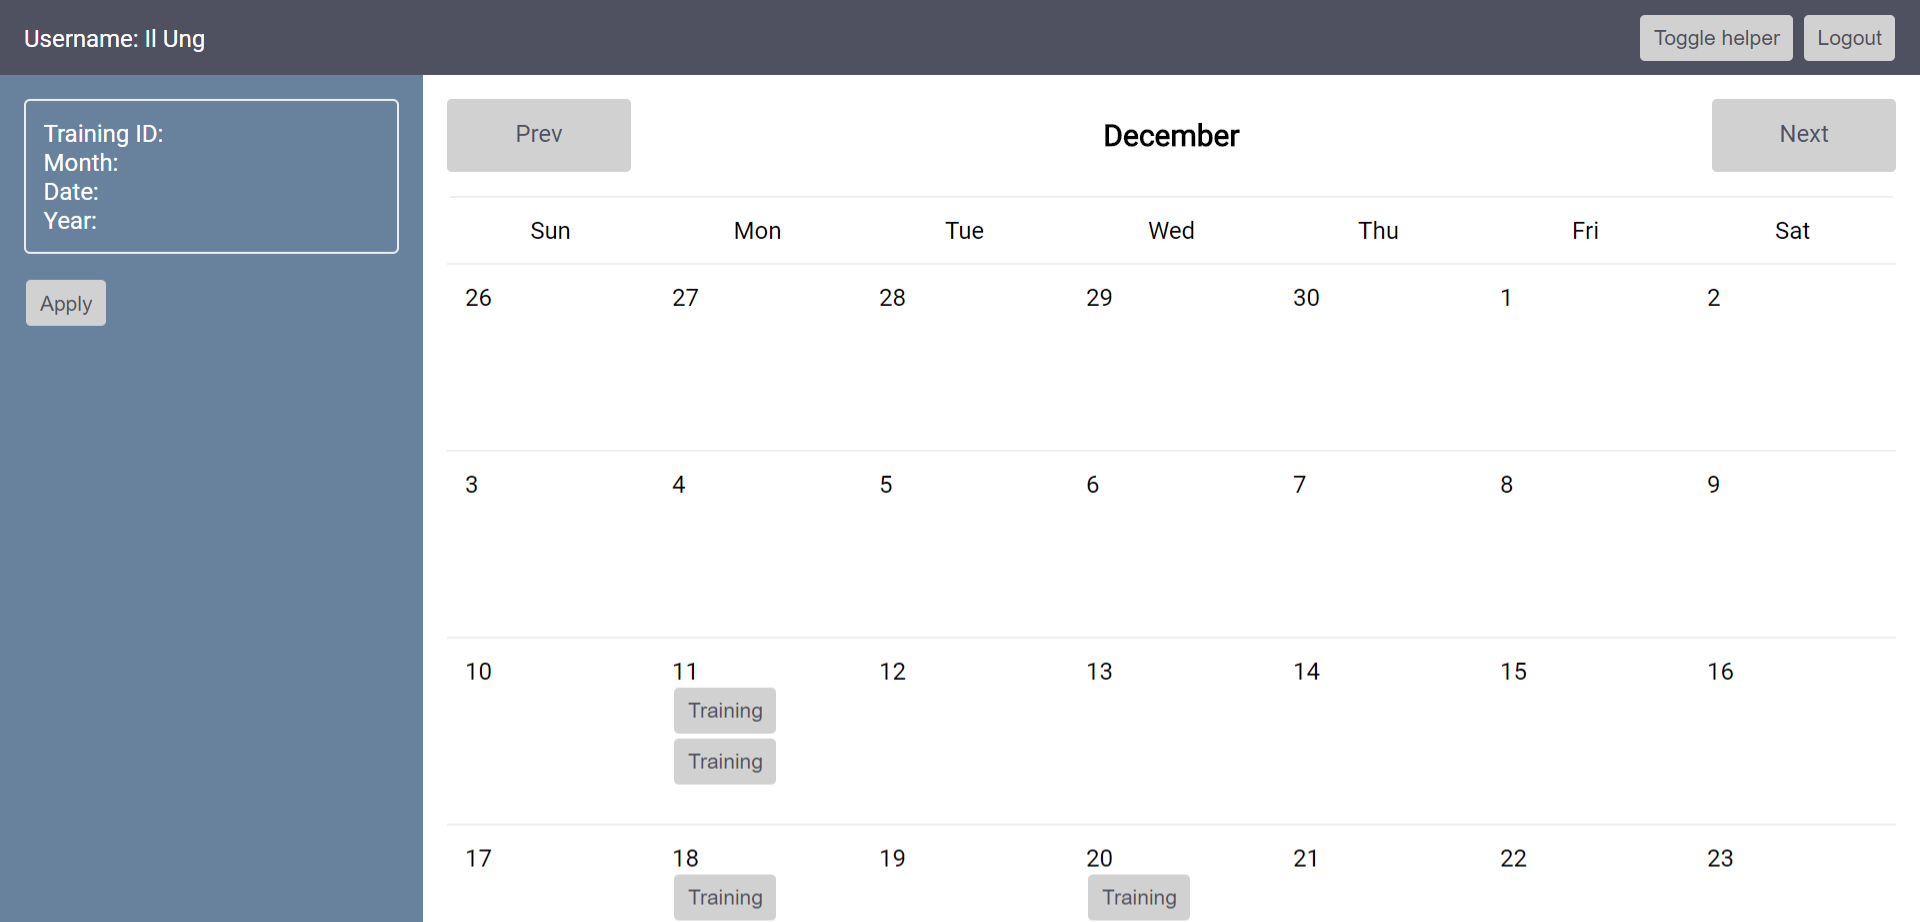 Username: Il Ung
Toggle helper
Logout
Training ID:
Month:
Date:
Year:
Apply
Prev
December
Next
Sun Mon Tue Wed Thu Fri Sat
26 27 28 29 30 1 2
3 4 5 6 7 8 9
10 11 12 13 14 15 16
Training
Training
17 18 19 20 21 22 23
Training Training